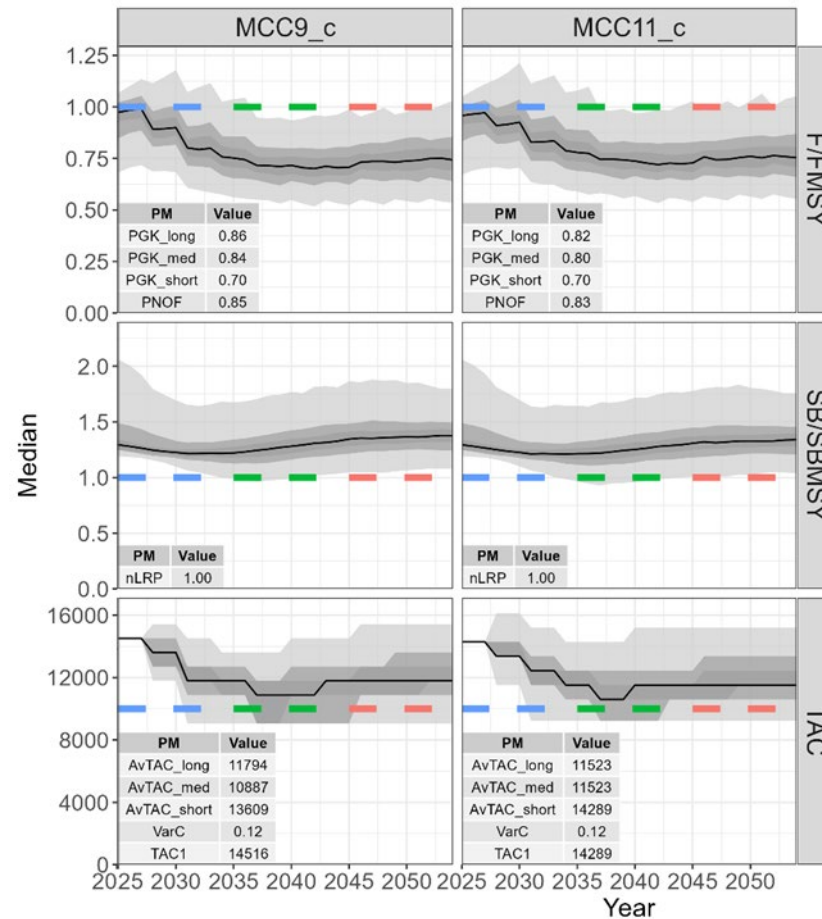 MCC9_c MCC11_c
1.25
1.00
0.75
0.50
0.25
0.00
PM Value
PGK_long 0.86
PGK_med 0.84
PGK_short 0.70
PNOF 0.85
PM Value
PGK_long 0.82
PGK_med 0.80
PGK_short 0.70
PNOF 0.83
F/FMSY
Median
2.0
1.5
1.0
0.5
0.0
PM Value
nLRP 1.00
PM Value
nLRP 1.00
SB/SBMSY
16000
12000
8000
4000
0
PM Value
AvTAC_long 11794
AvTAC_med 10887
AvTAC_short 13609
VarC 0.12
TAC1 14516
PM Value
AvTAC_long 11523
AvTAC_med 11523
AvTAC_short 14289
VarC 0.12
TAC1 14289
TAC
2025 2030 2035 2040 2045 2050 2025 2030 2035 2040 2045 2050
Year